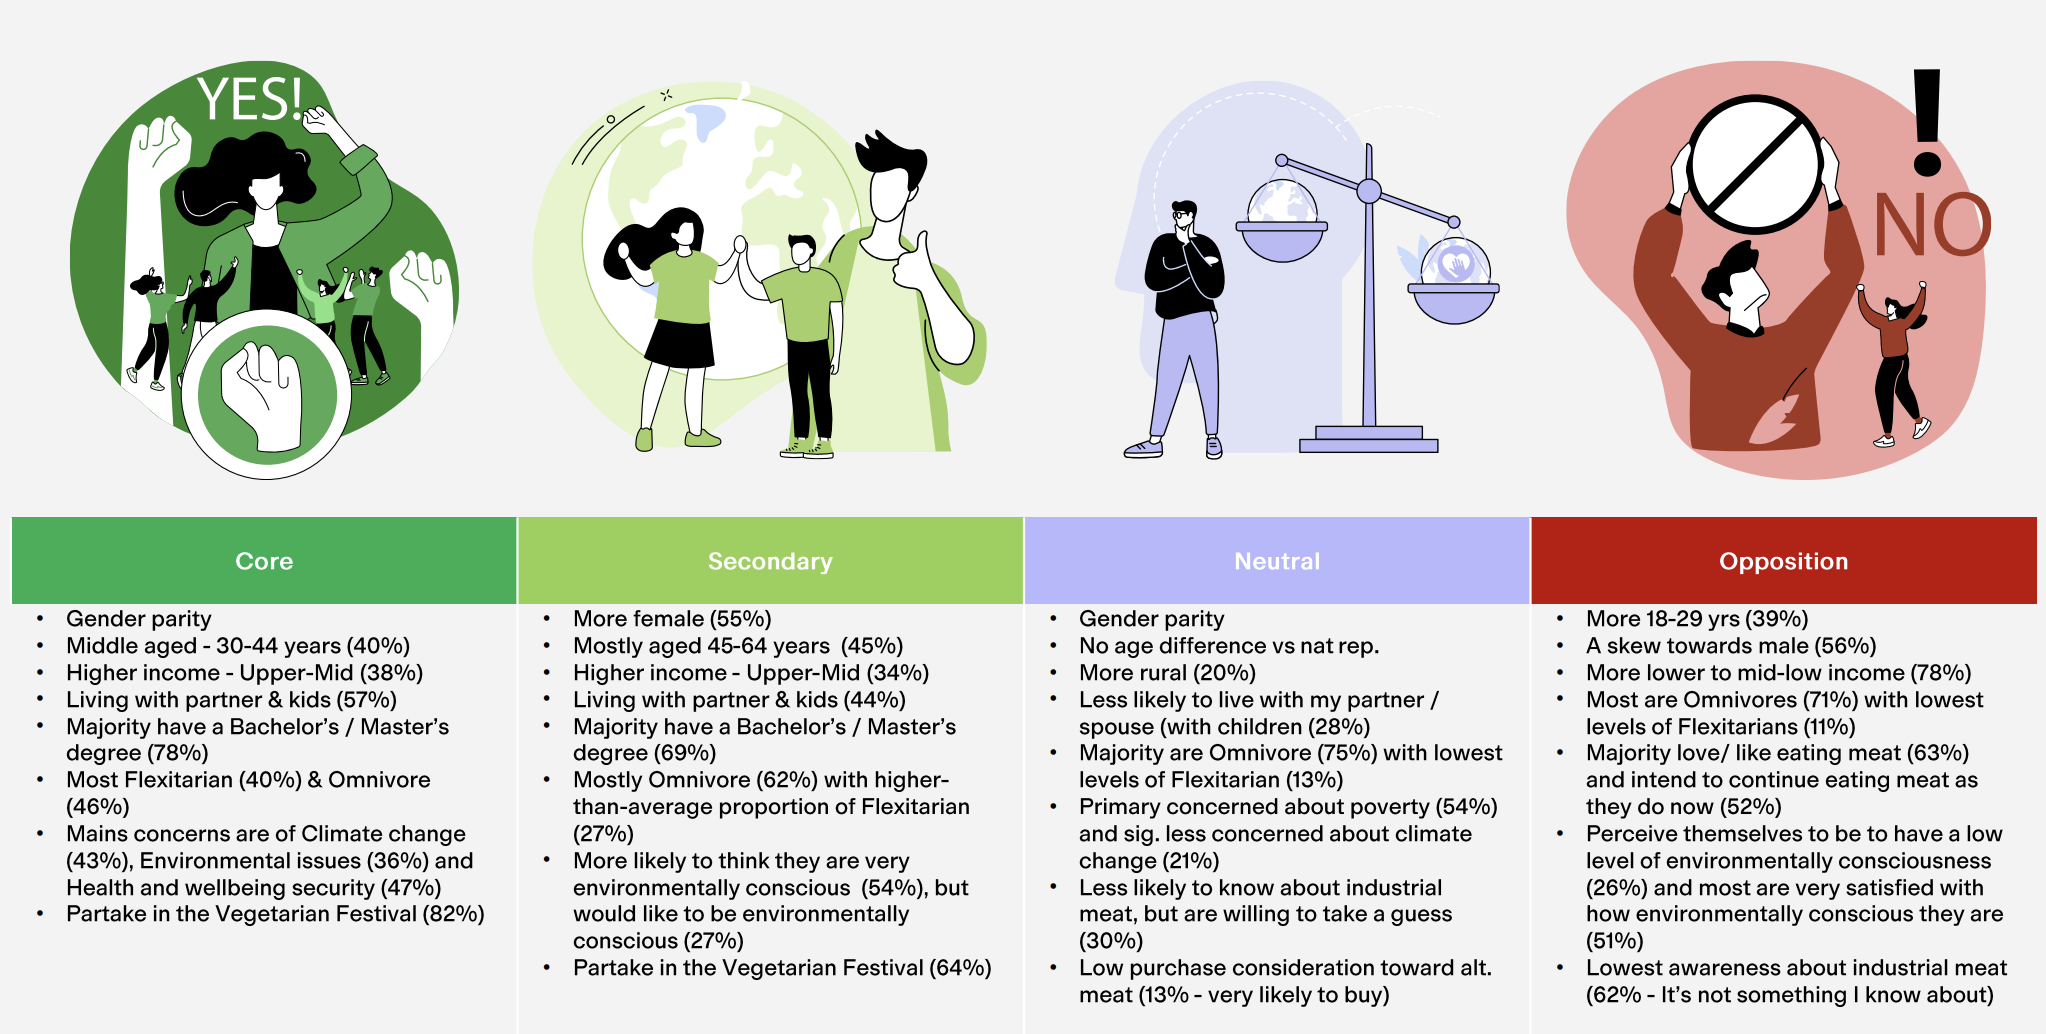 YES!
NO
Core
• Gender parity
• Middle aged - 30-44 years (40%)
• Higher income - Upper-Mid (38%)
• Living with partner & kids (57%)
• Majority have a Bachelor's / Master's
degree (78%)
• Most Flexitarian (40%) & Omnivore
(46%)
• Mains concerns are of Climate change
(43%), Environmental issues (36%) and
Health and wellbeing security (47%)
• Partake in the Vegetarian Festival (82%)
Secondary
• More female (55%)
• Mostly aged 45-64 years (45%)
• Higher income - Upper-Mid (34%)
• Living with partner & kids (44%)
• Majority have a Bachelor's / Master's
degree (69%)
• Mostly Omnivore (62%) with higher-
than-average proportion of Flexitarian
(27%)
• More likely to think they are very
environmentally conscious (54%), but
would like to be environmentally
conscious (27%)
• Partake in the Vegetarian Festival (64%)
Neutral
• Gender parity
• No age difference vs nat rep.
• More rural (20%)
• Less likely to live with my partner /
spouse (with children (28%)
• Majority are Omnivore (75%) with lowest
levels of Flexitarian (13%)
• Primary concerned about poverty (54%)
and sig. less concerned about climate
change (21%)
• Less likely to know about industrial
meat, but are willing to take a guess
(30%)
• Low purchase consideration toward alt.
meat (13% - very likely to buy)
Opposition
• More 18-29 yrs (39%)
• A skew towards male (56%)
• More lower to mid-low income (78%)
• Most are Omnivores (71%) with lowest
levels of Flexitarians (11%)
• Majority love/ like eating meat (63%)
and intend to continue eating meat as
they do now (52%)
• Perceive themselves to be to have a low
level of environmentally consciousness
(26%) and most are very satisfied with
how environmentally conscious they are
(51%)
• Lowest awareness about industrial meat
(62% - It's not something I know about)